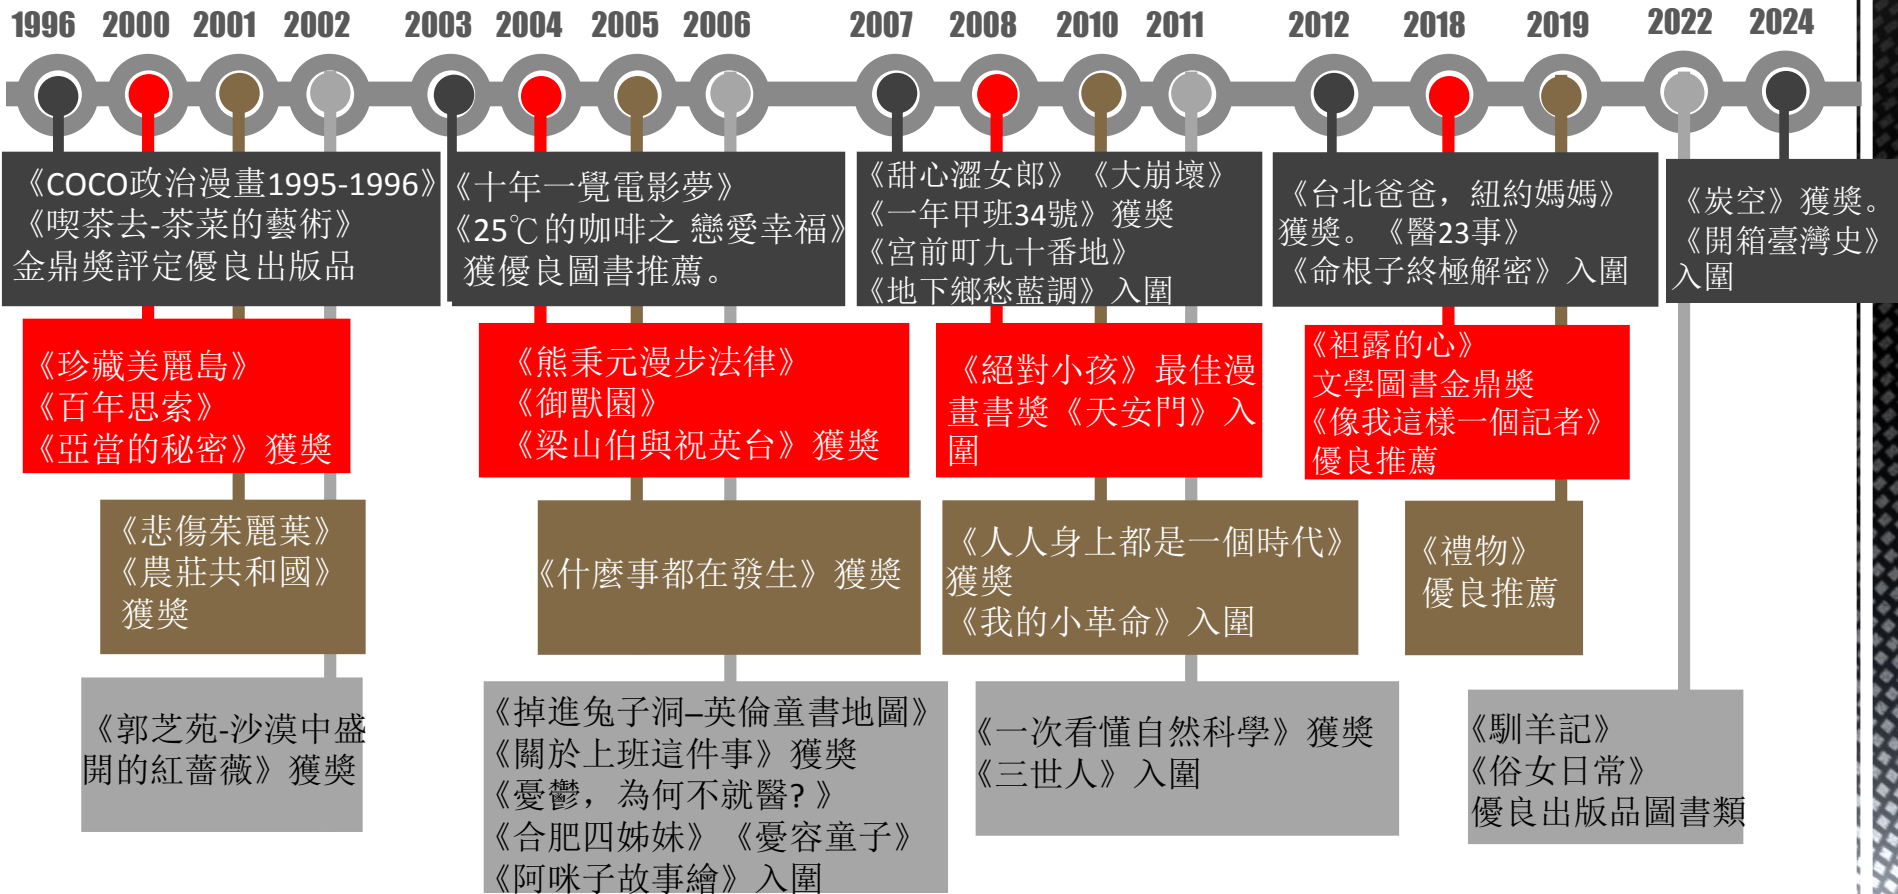 1996 2000 2001 2002 2003 2004 2005 2006 2007 2008 2010 2011 2012 2018 2019 2022 2024
《COCO政治漫畫1995-1996》
《喫茶去-茶菜的藝術》
金鼎獎評定優良出版品
《十年一覺電影夢》
《25℃的咖啡之 戀愛幸福》
獲優良圖書推薦。
《甜心澀女郎》《大崩壞》
《一年甲班34號》獲獎
《宮前町九十番地》
《地下鄉愁藍調》入圍
《台北爸爸，紐約媽媽》
獲獎。《醫23事》
《命根子終極解密》入圍
《炭空》獲獎。
《開箱臺灣史》
入圍
《珍藏美麗島》
《百年思索》
《亞當的秘密》獲獎
《熊秉元漫步法律》
《御獸園》
《梁山伯與祝英台》獲獎
《絕對小孩》最佳漫
畫書獎《天安門》入
圍
《袒露的心》
文學圖書金鼎獎
《像我這樣一個記者》
優良推薦
《悲傷茱麗葉》
《農莊共和國》
獲獎
《什麼事都在發生》獲獎
《人人身上都是一個時代》
獲獎
《我的小革命》入圍
《禮物》
優良推薦
《郭芝苑-沙漠中盛
開的紅薔薇》獲獎
《掉進兔子洞–英倫童書地圖》
《關於上班這件事》獲獎
《憂鬱，為何不就醫?》
《合肥四姊妹》《憂容童子》
《阿咪子故事繪》入圍
《一次看懂自然科學》獲獎
《三世人》入圍
《馴羊記》
《俗女日常》
優良出版品圖書類